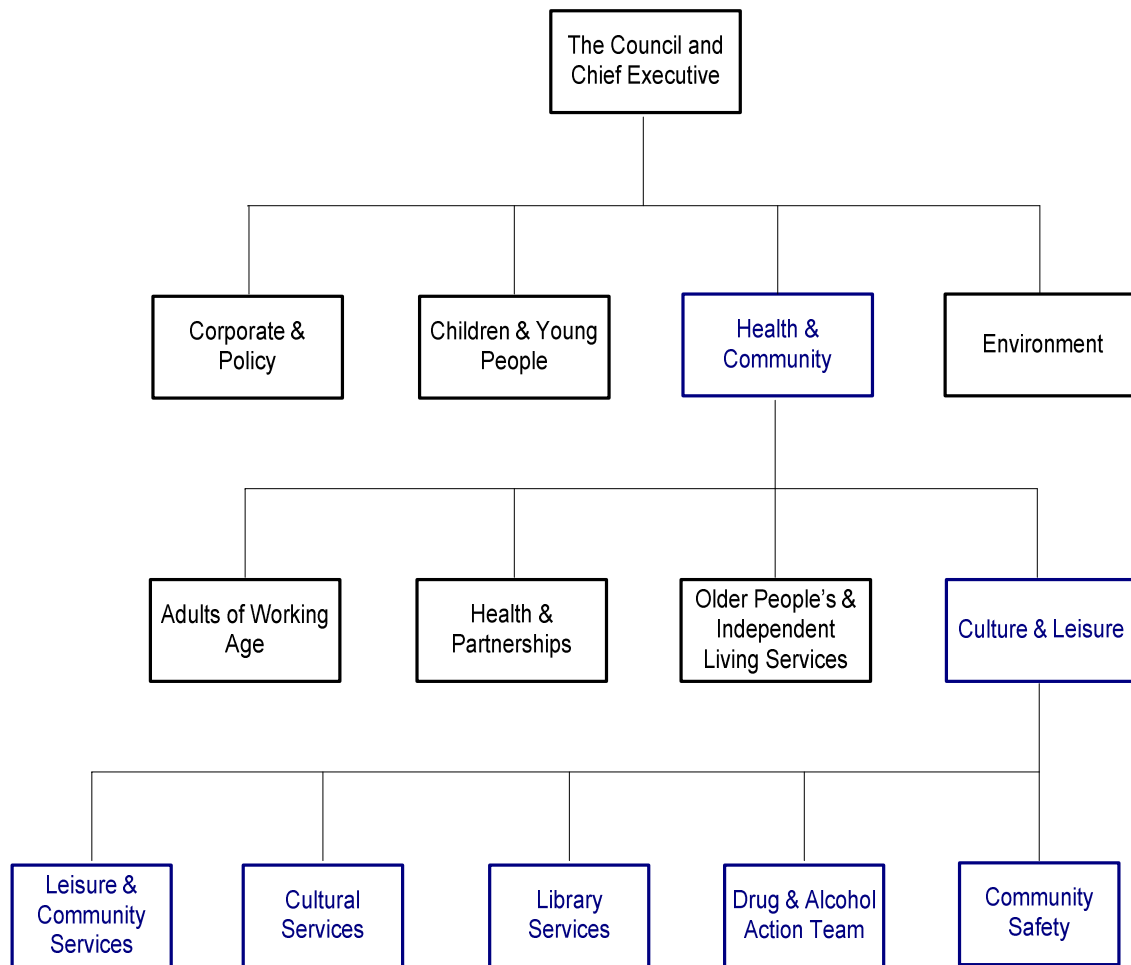 The Council and
Chief Executive
Corporate &
Policy
Children & Young
People
Health &
Community
Environment
Adults of Working
Age
Health &
Partnerships
Older People's &
Independent
Living Services
Culture & Leisure
Leisure &
Community
Services
Cultural
Services
Library
Services
Drug & Alcohol
Action Team
Community
Safety